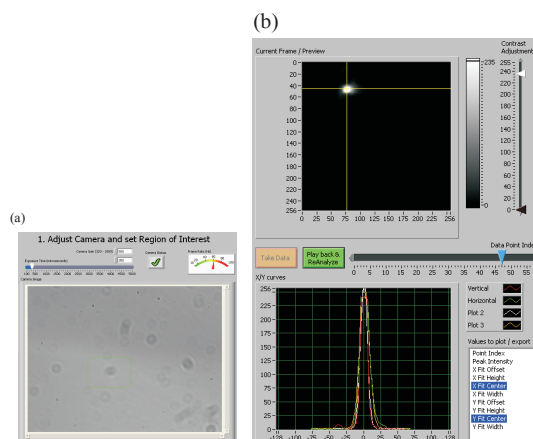 (b)
Current Frame / Preview
Contrast
Adjustment
0
20
40
60
80
100
120
140
160
180
200
220
240
256
0 25 50 75 100 125 150 175 200 225 256
235
0
255
240
220
200
180
160
140
120
100
80
60
40
20
0
Take Data
Play back &
ReAnalyze
Data Point Inde
0 5 10 15 20 25 30 35 40 45 50 55
X/Y curves
256
225
200
175
150
125
100
75
50
25
0
-128 -100 -75 -50 -25 0 25 50 75 100 128
Vertical
Horizontal
Plot 2
Plot 3
Values to plot / export
Point Index
Peak Intensity
X Fit Offset
X Fit Height
X Fit Center
X Fit Width
Y Fit Offset
Y Fit Height
Y Fit Center
Y Fit Width
(a)
1. Adjust Camera and set Region of Interest
Camera Status
Exposure Time (microseconds)
Camera Image